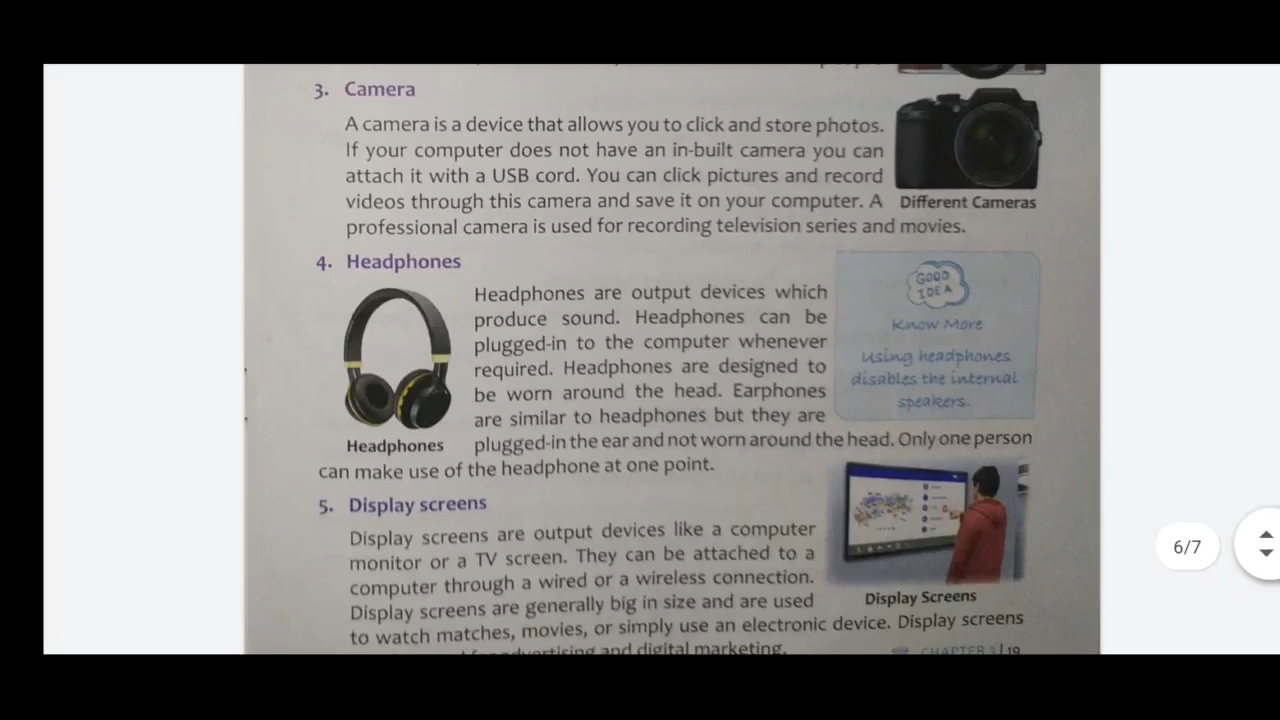 3. Camera
A camera is a device that allows you to click and store photos.
If your computer does not have an in-built camera you can
attach it with a USB cord. You can click pictures and record
videos through this camera and save it on your computer. A
professional camera is used for recording television series and movies.
Different Cameras
4. Headphones
Headphones are output devices which
produce sound. Headphones can be
plugged-in to the computer whenever
required. Headphones are designed to
be worn around the head. Earphones
are similar to headphones but they are
plugged-in the ear and not worn around the head. Only one person
can make use of the headphone at one point.
Headphones
GOOD
IDEA
Know More
Using headphones
disables the internal
speakers.
5. Display screens
Display screens are output devices like a computer
monitor or a TV screen. They can be attached to a
computer through a wired or a wireless connection.
Display screens are generally big in size and are used
to watch matches, movies, or simply use an electronic device. Display screens
advertising and digital marketing.
Display Screens
CHAPTER 3 | 19
6/7